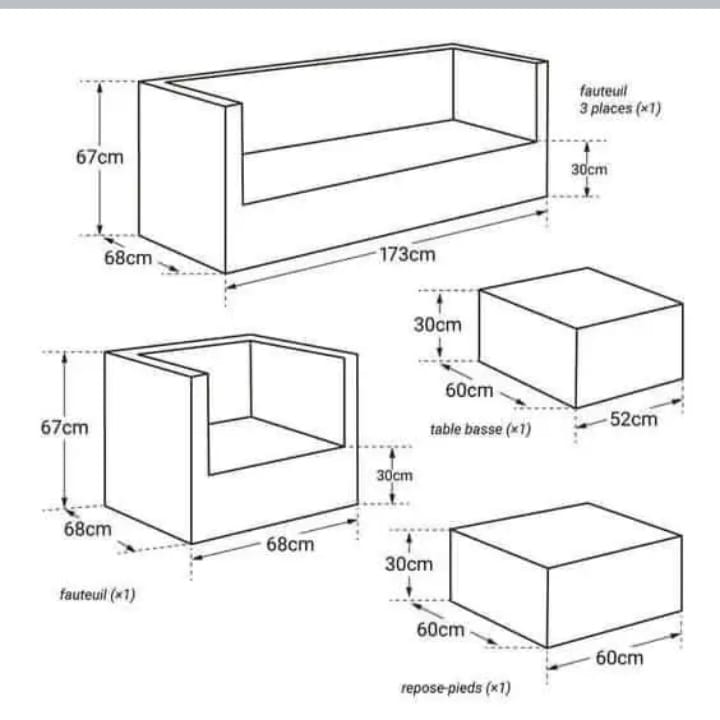 fauteuil
3 places (×1)
67cm
30cm
68cm
173cm
30cm
60cm
52cm
table basse (×1)
67cm
30cm
68cm
68cm
fauteuil (×1)
30cm
60cm
60cm
repose-pieds (×1)